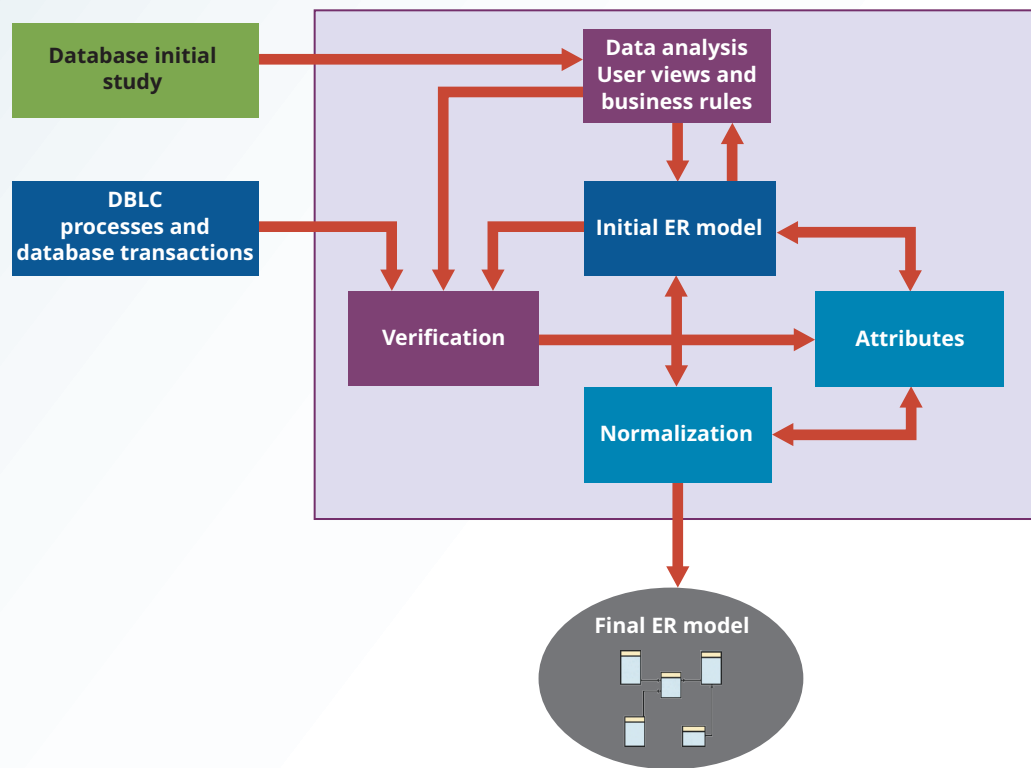 Database initial
study
Data analysis
User views and
business rules
DBLC
processes and
database transactions
Initial ER model
Verification
Attributes
Normalization
Final ER model